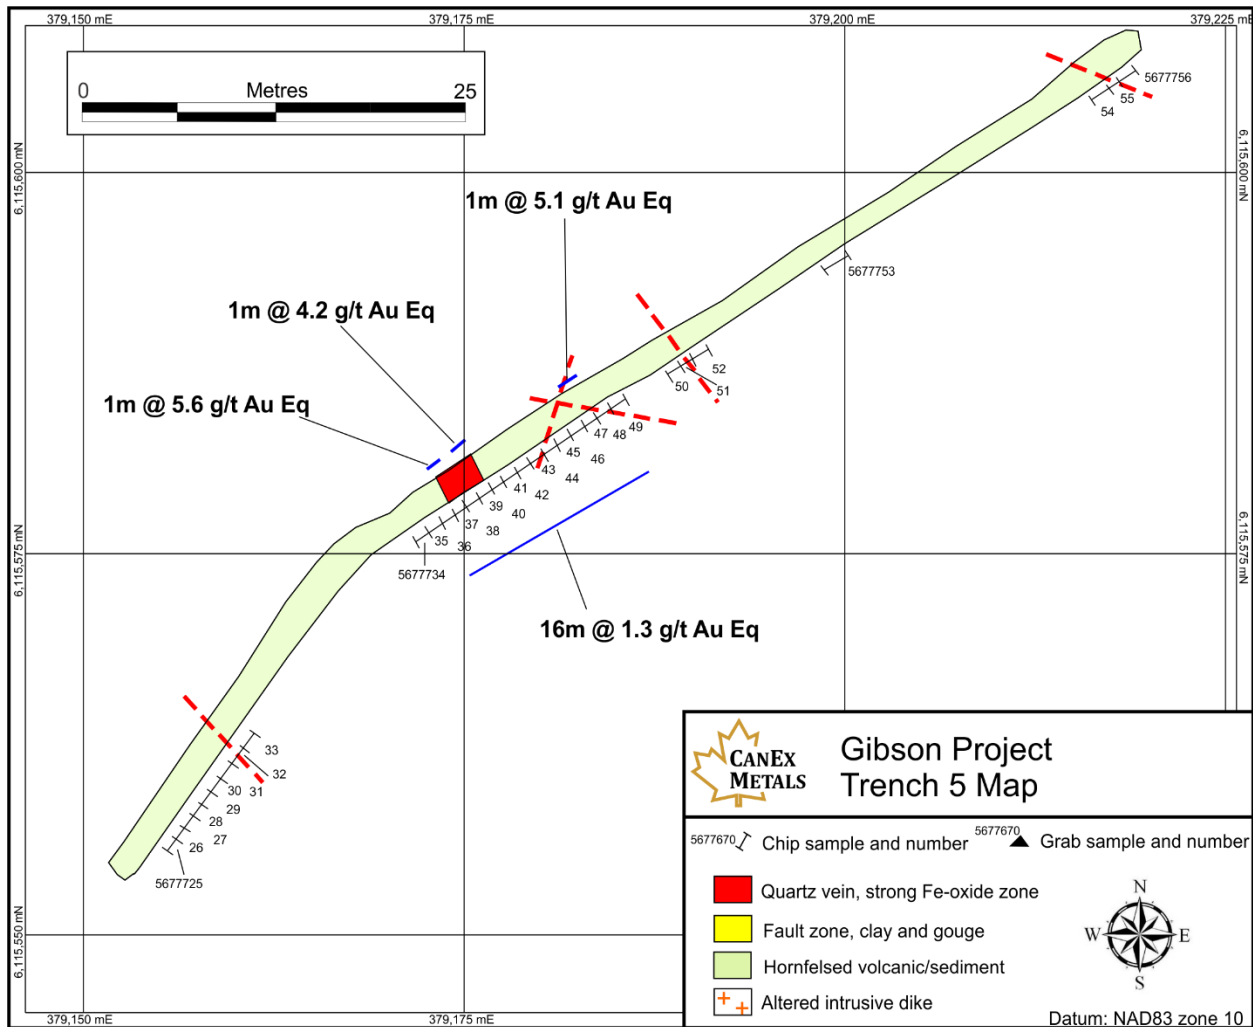 379,150 mE
379,175 mE
379,200 mE
379,225 mE
0
Metres
25
5677756
55
54
6,115,600 mN
6,115,600 mN
1m @ 5.1 g/t Au Eq
5677753
1m @ 4.2 g/t Au Eq
52
50
51
1m @ 5.6 g/t Au Eq
49
47
48
45
46
43
44
41
42
39
40
37
38
35
36
6,115,575 mN
6,115,575 mN
5677734
16m @ 1.3 g/t Au Eq
33
32
30
31
29
28
27
26
5677725
CANEX
METALS
Gibson Project
Trench 5 Map
5677670
Chip sample and number
5677670
Grab sample and number
Quartz vein, strong Fe-oxide zone
Fault zone, clay and gouge
Hornfelsed volcanic/sediment
Altered intrusive dike
N
W
E
S
6,115,550 mN
379,150 mE
379,175 mE
Datum: NAD83 zone 10